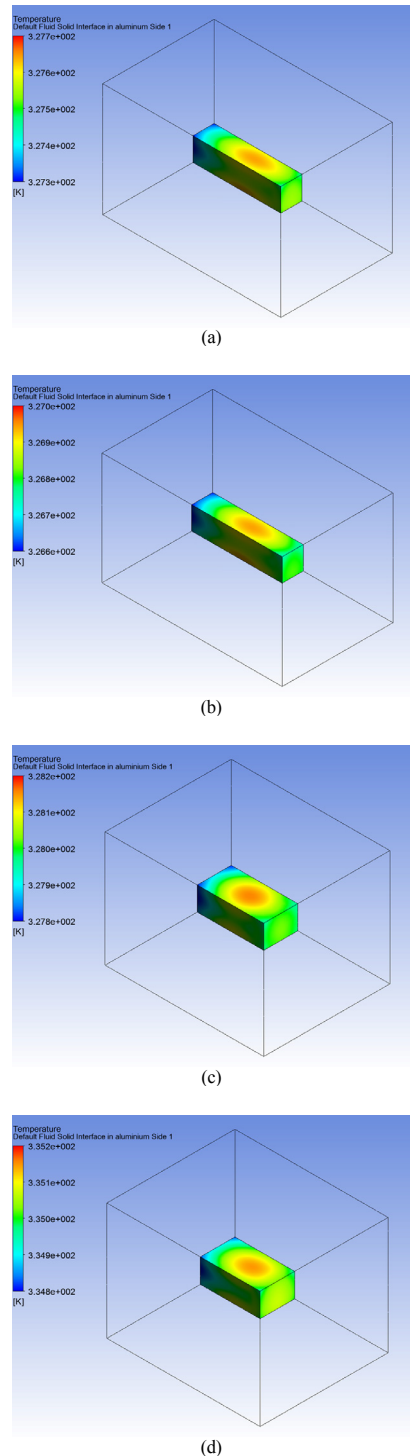 Temperature
Default Fluid Solid Interface in aluminum Side 1
3.277e+002
3.276e+002
3.275e+002
3.274e+002
3.273e+002
[K]
(a)
Temperature
Default Fluid Solid Interface in aluminum Side 1
3.270e+002
3.269e+002
3.268e+002
3.267e+002
3.266e+002
[K]
(b)
Temperature
Default Fluid Solid Interface in aluminium Side 1
3.282e+002
3.281e+002
3.280e+002
3.279e+002
3.278e+002
[K]
(c)
Temperature
Default Fluid Solid Interface in aluminium Side 1
3.352e+002
3.351e+002
3.350e+002
3.349e+002
3.348e+002
[K]
(d)